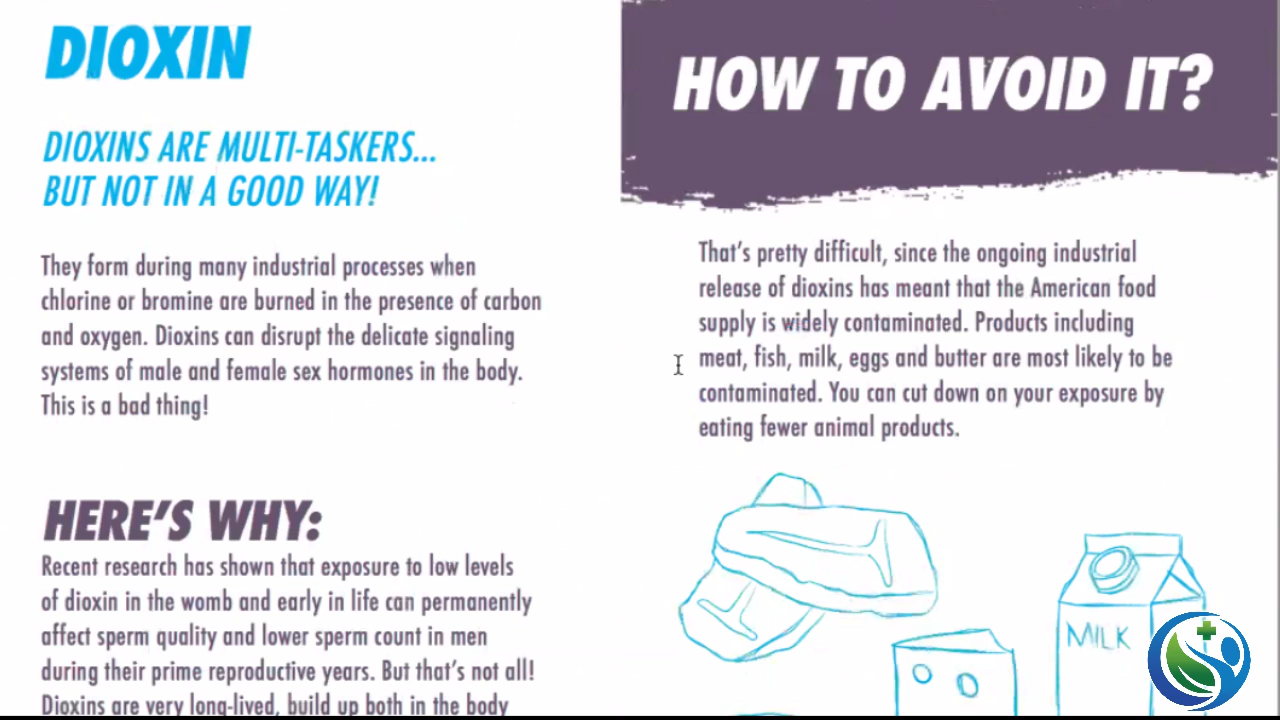 DIOXIN
DIOXINS ARE MULTI-TASKERS...
BUT NOT IN A GOOD WAY!
They form during many industrial processes when
chlorine or bromine are burned in the presence of carbon
and oxygen. Dioxins can disrupt the delicate signaling
systems of male and female sex hormones in the body.
This is a bad thing!
HERE'S WHY:
Recent research has shown that exposure to low levels
of dioxin in the womb and early in life can permanently
affect sperm quality and lower sperm count in men
during their prime reproductive years. But that's not all!
Dioxins are very long-lived, build up both in the body
HOW TO AVOID IT?
That's pretty difficult, since the ongoing industrial
release of dioxins has meant that the American food
supply is widely contaminated. Products including
meat, fish, milk, eggs and butter are most likely to be
contaminated. You can cut down on your exposure by
eating fewer animal products.
MILK